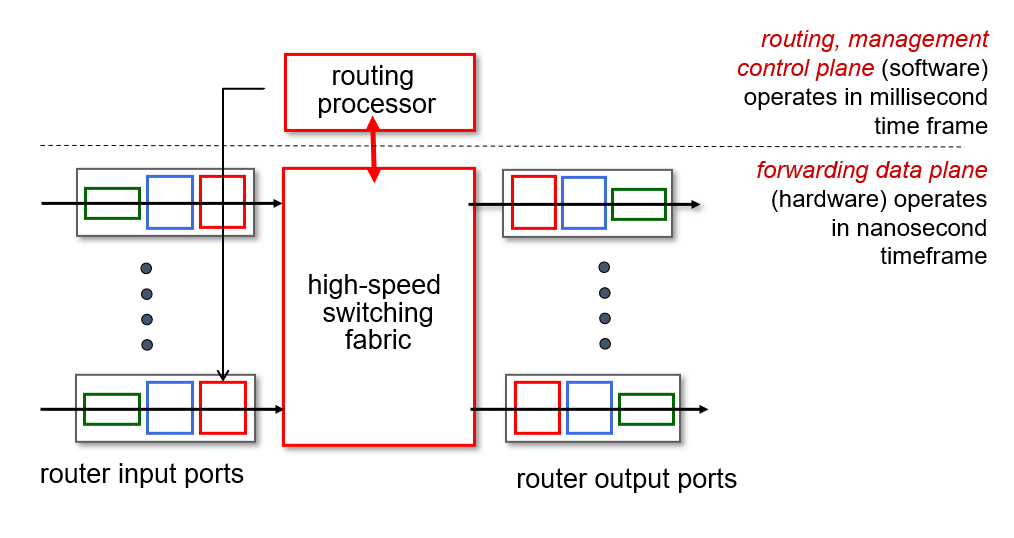 routing, management
control plane (software)
operates in millisecond
time frame
routing
processor
forwarding data plane
(hardware) operates
in nanosecond
timeframe
high-speed
switching
fabric
router input ports
router output ports